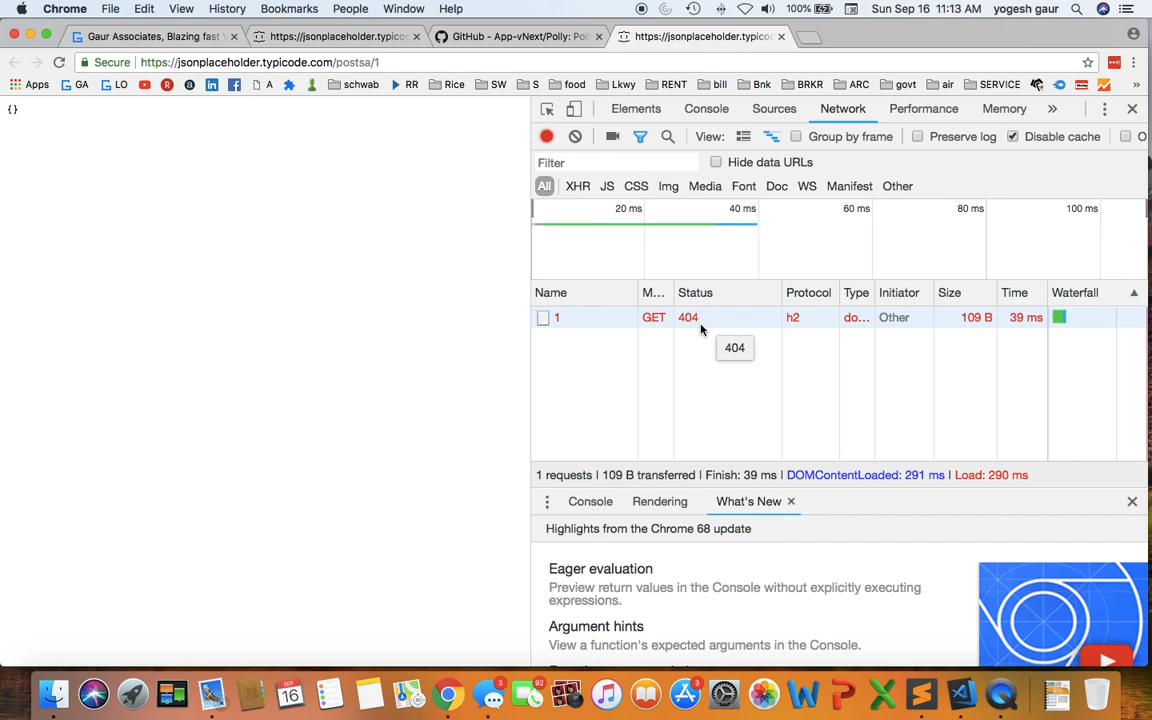 Chrome File Edit View History Bookmarks People Window Help 100% Sun Sep 16 11:13 AM yogesh gaur
Gaur Associates, Blazing fast × https://jsonplaceholder.typico × GitHub - App-vNext/Polly: Pol × https://jsonplaceholder.typico ×
Secure | https://jsonplaceholder.typicode.com/postsa/1
Apps GA LO A schwab RR Rice SW S food Lkwy RENT bill Bnk BRKR ARC govt air SERVICE »
{}
Elements Console Sources Network Performance Memory »
View: Group by frame Preserve log Disable cache O
Filter Hide data URLs
All XHR JS CSS Img Media Font Doc WS Manifest Other
20 ms 40 ms 60 ms 80 ms 100 ms
Name M... Status Protocol Type Initiator Size Time Waterfall
1 GET 404 h2 do... Other 109 B 39 ms
404
1 requests | 109 B transferred | Finish: 39 ms | DOMContentLoaded: 291 ms | Load: 290 ms
Console Rendering What's New ×
Highlights from the Chrome 68 update
Eager evaluation
Preview return values in the Console without explicitly executing
expressions.
Argument hints
View a function's expected arguments in the Console.
3 92 SEP 16 3